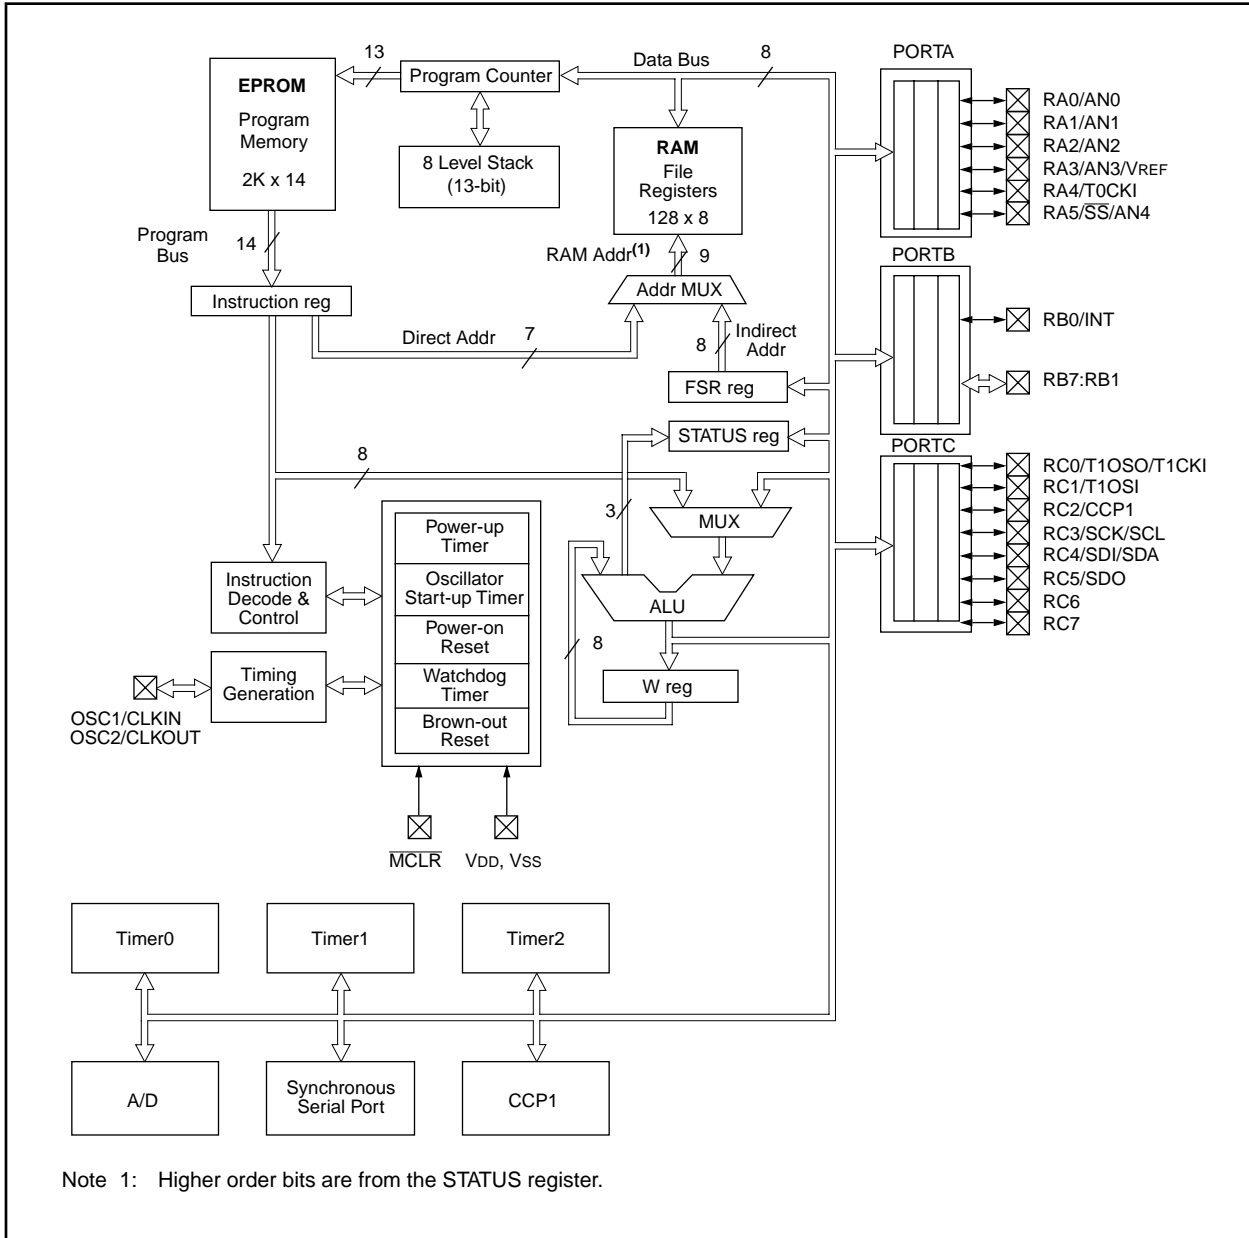 EPROM
Program
Memory
2K x 14
13
Program Counter
8 Level Stack
(13-bit)
Data Bus
8
RAM
File
Registers
128 x 8
Program
Bus
14
RAM Addr(1)
9
Instruction reg
Addr MUX
Direct Addr
7
8
Indirect
Addr
FSR reg
STATUS reg
8
3
MUX
ALU
8
W reg
Power-up
Timer
Oscillator
Start-up Timer
Power-on
Reset
Watchdog
Timer
Brown-out
Reset
Instruction
Decode &
Control
Timing
Generation
OSC1/CLKIN
OSC2/CLKOUT
MCLR
VDD, VSS
PORTA
RA0/AN0
RA1/AN1
RA2/AN2
RA3/AN3/VREF
RA4/T0CKI
RA5/SS/AN4
PORTB
RB0/INT
RB7:RB1
PORTC
RC0/T1OSO/T1CKI
RC1/T1OSI
RC2/CCP1
RC3/SCK/SCL
RC4/SDI/SDA
RC5/SDO
RC6
RC7
Timer0
Timer1
Timer2
A/D
Synchronous
Serial Port
CCP1
Note 1: Higher order bits are from the STATUS register.